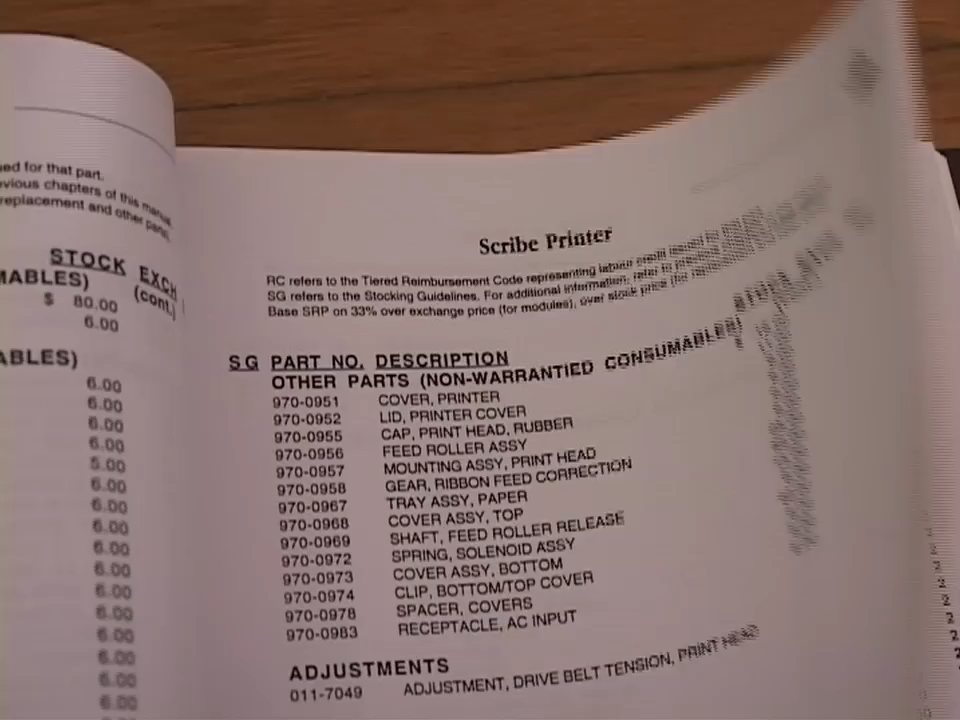 ed for that part.
vious chapters of this manual
replacement and other parts,
STOCK EXCH
MABLES) (cont.)
$ 80.00
6.00
ABLES)
6.00
6.00
6.00
6.00
5.00
6.00
6.00
6.00
6.00
6.00
6.00
6.00
6.00
6.00
6.00
6.00
Scribe Printer
RC refers to the Tiered Reimbursement Code representing labour credit
SG refers to the Stocking Guidelines. For additional information, refer to
Base SRP on 33% over exchange price (for modules), over stock price (for
SG PART NO. DESCRIPTION
OTHER PARTS (NON-WARRANTIED CONSUMABLES)
970-0951 COVER, PRINTER
970-0952 LID, PRINTER COVER
970-0955 CAP, PRINT HEAD, RUBBER
970-0956 FEED ROLLER ASSY
970-0957 MOUNTING ASSY, PRINT HEAD
970-0958 GEAR, RIBBON FEED CORRECTION
970-0967 TRAY ASSY, PAPER
970-0968 COVER ASSY, TOP
970-0969 SHAFT, FEED ROLLER RELEASE
970-0972 SPRING, SOLENOID ASSY
970-0973 COVER ASSY, BOTTOM
970-0974 CLIP, BOTTOM/TOP COVER
970-0978 SPACER, COVERS
970-0983 RECEPTACLE, AC INPUT
ADJUSTMENTS
011-7049 ADJUSTMENT, DRIVE BELT TENSION, PRINT HEAD